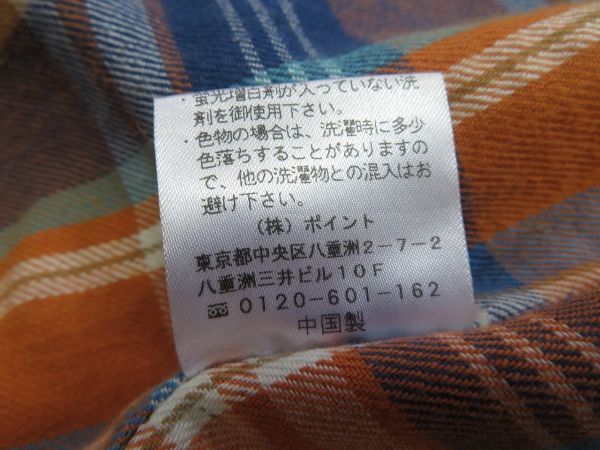 ・蛍光増白剤が入っていない洗
剤を御使用下さい。
・色物の場合は、洗濯時に多少
色落ちすることがありますの
で、他の洗濯物との混入はお
避け下さい。
(株)ポイント
東京都中央区八重洲2-7-2
八重洲三井ビル10F
0120-601-162
中国製